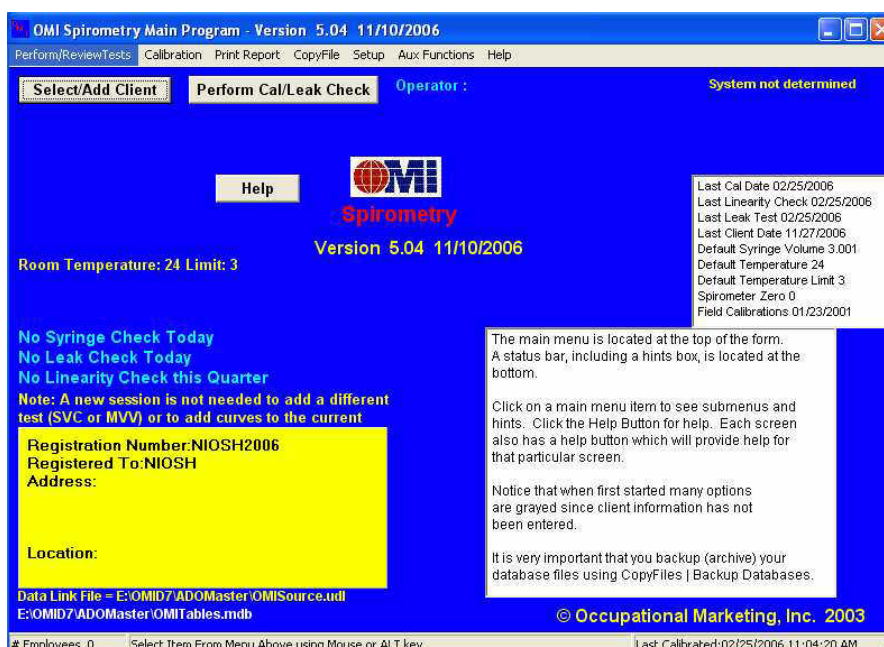 OMI Spirometry Main Program - Version 5.04 11/10/2006
Perform/ReviewTests Calibration Print Report CopyFile Setup Aux Functions Help
Select/Add Client Perform Cal/Leak Check Operator : System not determined
Help
OMI
Spirometry
Version 5.04 11/10/2006
Room Temperature: 24 Limit: 3
Last Cal Date 02/25/2006
Last Linearity Check 02/25/2006
Last Leak Test 02/25/2006
Last Client Date 11/27/2006
Default Syringe Volume 3.001
Default Temperature 24
Default Temperature Limit 3
Spirometer Zero 0
Field Calibrations 01/23/2001
No Syringe Check Today
No Leak Check Today
No Linearity Check this Quarter
Note: A new session is not needed to add a different
test (SVC or MVV) or to add curves to the current
Registration Number:NIOSH2006
Registered To:NIOSH
Address:
Location:
The main menu is located at the top of the form.
A status bar, including a hints box, is located at the
bottom.
Click on a main menu item to see submenus and
hints. Click the Help Button for help. Each screen
also has a help button which will provide help for
that particular screen.
Notice that when first started many options
are grayed since client information has not
been entered.
It is very important that you backup (archive) your
database files using CopyFiles | Backup Databases.
Data Link File = E:\OMID7\ADOMaster\OMISource.udl
E:\OMID7\ADOMaster\OMITables.mdb
© Occupational Marketing, Inc. 2003
# Employees 0 Select Item From Menu Above using Mouse or ALT key Last Calibrated:02/25/2006 11:04:20 AM